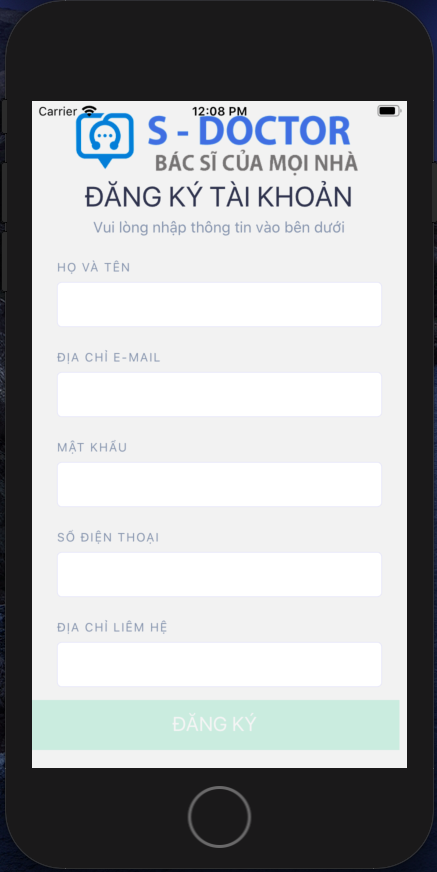 Carrier 12:08 PM
S - DOCTOR
BÁC SĨ CỦA MỌI NHÀ
ĐĂNG KÝ TÀI KHOẢN
Vui lòng nhập thông tin vào bên dưới
HỌ VÀ TÊN
ĐỊA CHỈ E-MAIL
MẬT KHẨU
SỐ ĐIỆN THOẠI
ĐỊA CHỈ LIÊM HỆ
ĐĂNG KÝ